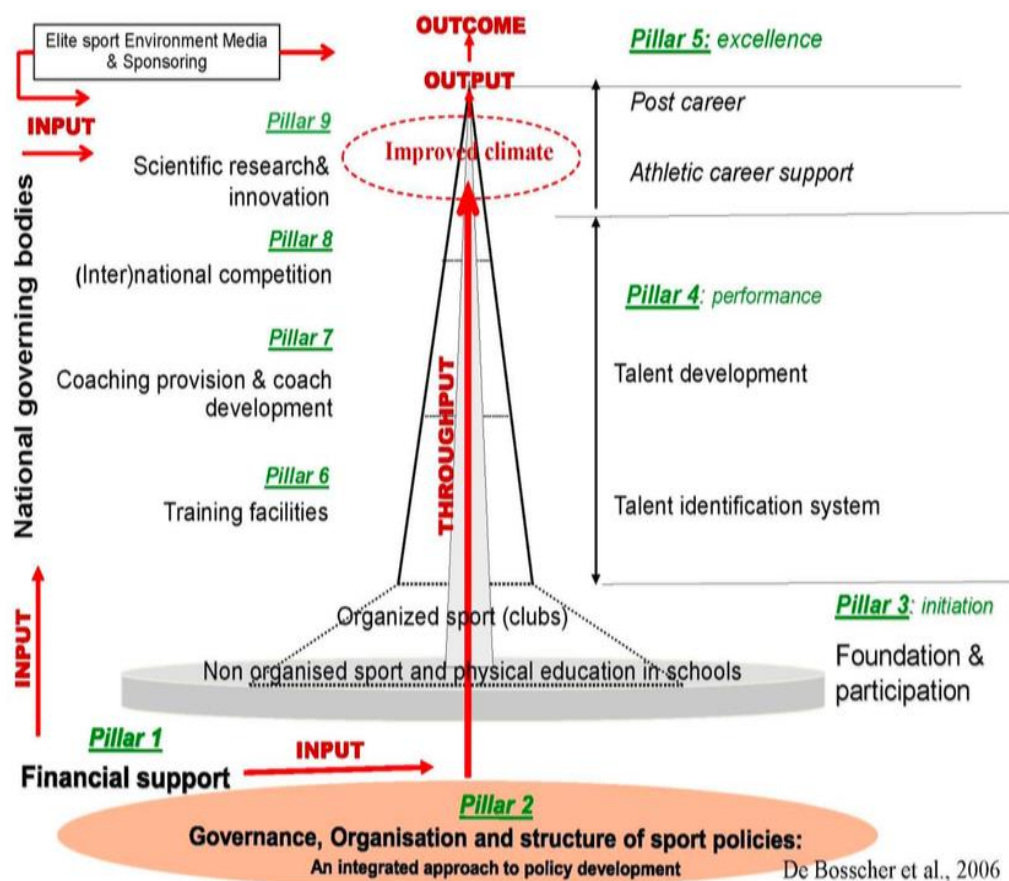 OUTCOME
Pillar 5: excellence
Elite sport Environment Media
& Sponsoring
OUTPUT
Post career
INPUT
Pillar 9
Improved climate
Scientific research&
innovation
Athletic career support
National governing bodies
Pillar 8
(Inter)national competition
Pillar 4: performance
Pillar 7
Coaching provision & coach
development
THROUGHPUT
Talent development
Pillar 6
Training facilities
Talent identification system
INPUT
Organized sport (clubs)
Pillar 3: initiation
Non organised sport and physical education in schools
Foundation &
participation
Pillar 1
Financial support
INPUT
Pillar 2
Governance, Organisation and structure of sport policies:
An integrated approach to policy development
De Bosscher et al., 2006